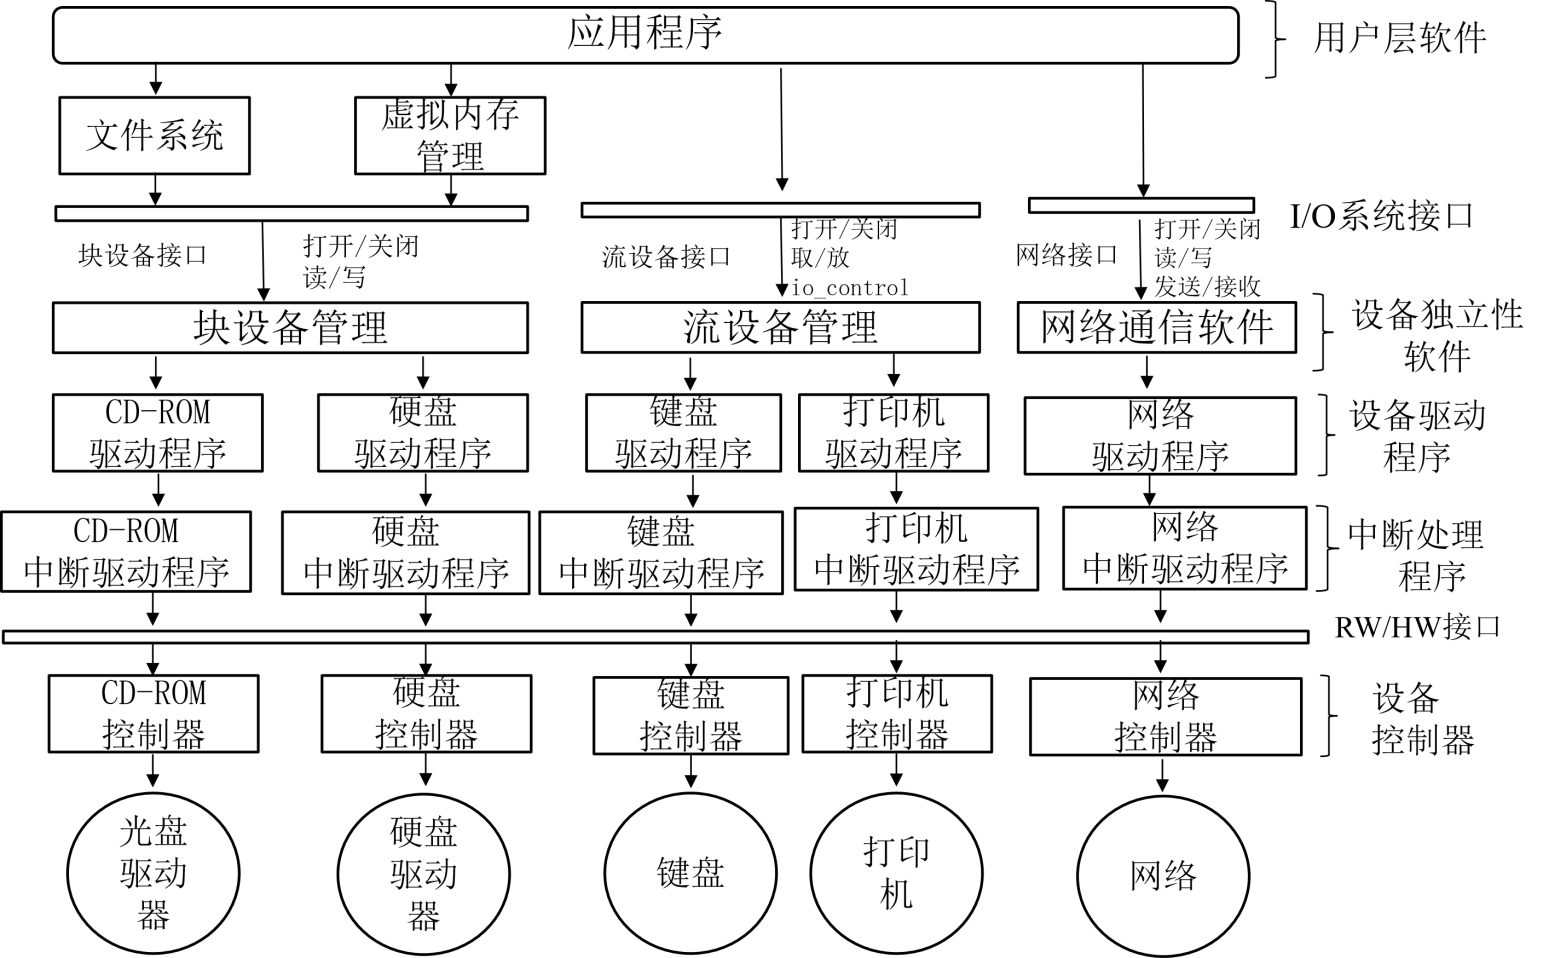 应用程序
用户层软件
文件系统
虚拟内存
管理
I/O系统接口
块设备接口
打开/关闭
读/写
流设备接口
打开/关闭
取/放
io_control
网络接口
打开/关闭
读/写
发送/接收
块设备管理
流设备管理
网络通信软件
设备独立性
软件
CD-ROM
驱动程序
硬盘
驱动程序
键盘
驱动程序
打印机
驱动程序
网络
驱动程序
设备驱动
程序
CD-ROM
中断驱动程序
硬盘
中断驱动程序
键盘
中断驱动程序
打印机
中断驱动程序
网络
中断驱动程序
中断处理
程序
RW/HW接口
CD-ROM
控制器
硬盘
控制器
键盘
控制器
打印机
控制器
网络
控制器
设备
控制器
光盘
驱动
器
硬盘
驱动
器
键盘
打印
机
网络